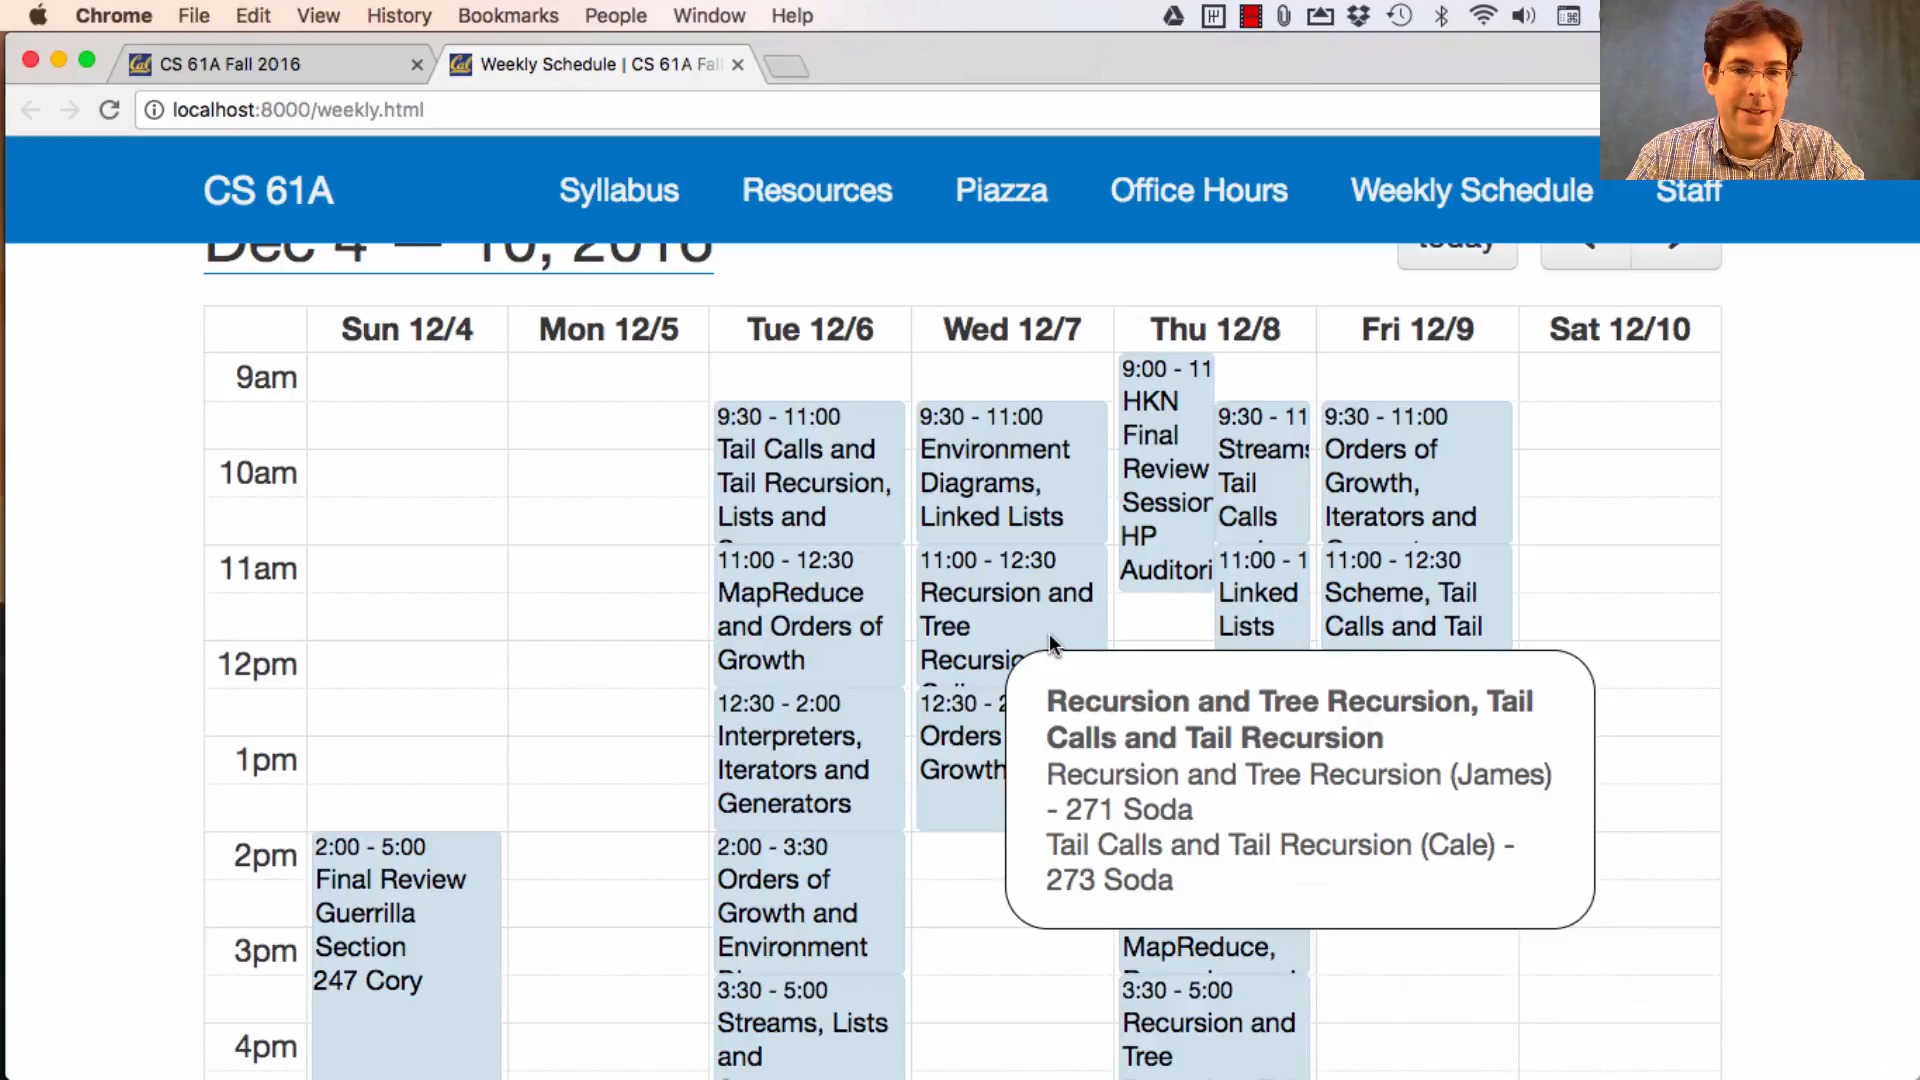 Chrome File Edit View History Bookmarks People Window Help
CS 61A Fall 2016
Weekly Schedule | CS 61A Fal
localhost:8000/weekly.html
CS 61A Syllabus Resources Piazza Office Hours Weekly Schedule Staff
Dec 4 — 10, 2016
today
Sun 12/4 Mon 12/5 Tue 12/6 Wed 12/7 Thu 12/8 Fri 12/9 Sat 12/10
9am
10am
11am
12pm
1pm
2pm
3pm
4pm
2:00 - 5:00
Final Review
Guerrilla
Section
247 Cory
9:30 - 11:00
Tail Calls and
Tail Recursion,
Lists and
11:00 - 12:30
MapReduce
and Orders of
Growth
12:30 - 2:00
Interpreters,
Iterators and
Generators
2:00 - 3:30
Orders of
Growth and
Environment
3:30 - 5:00
Streams, Lists
and
9:30 - 11:00
Environment
Diagrams,
Linked Lists
11:00 - 12:30
Recursion and
Tree
Recursio
12:30 - 2
Orders
Growth
9:00 - 11
HKN
Final
Review
Session
HP
Auditori
9:30 - 11
Streams
Tail
Calls
11:00 - 1
Linked
Lists
MapReduce,
3:30 - 5:00
Recursion and
Tree
9:30 - 11:00
Orders of
Growth,
Iterators and
11:00 - 12:30
Scheme, Tail
Calls and Tail
Recursion and Tree Recursion, Tail
Calls and Tail Recursion
Recursion and Tree Recursion (James)
- 271 Soda
Tail Calls and Tail Recursion (Cale) -
273 Soda